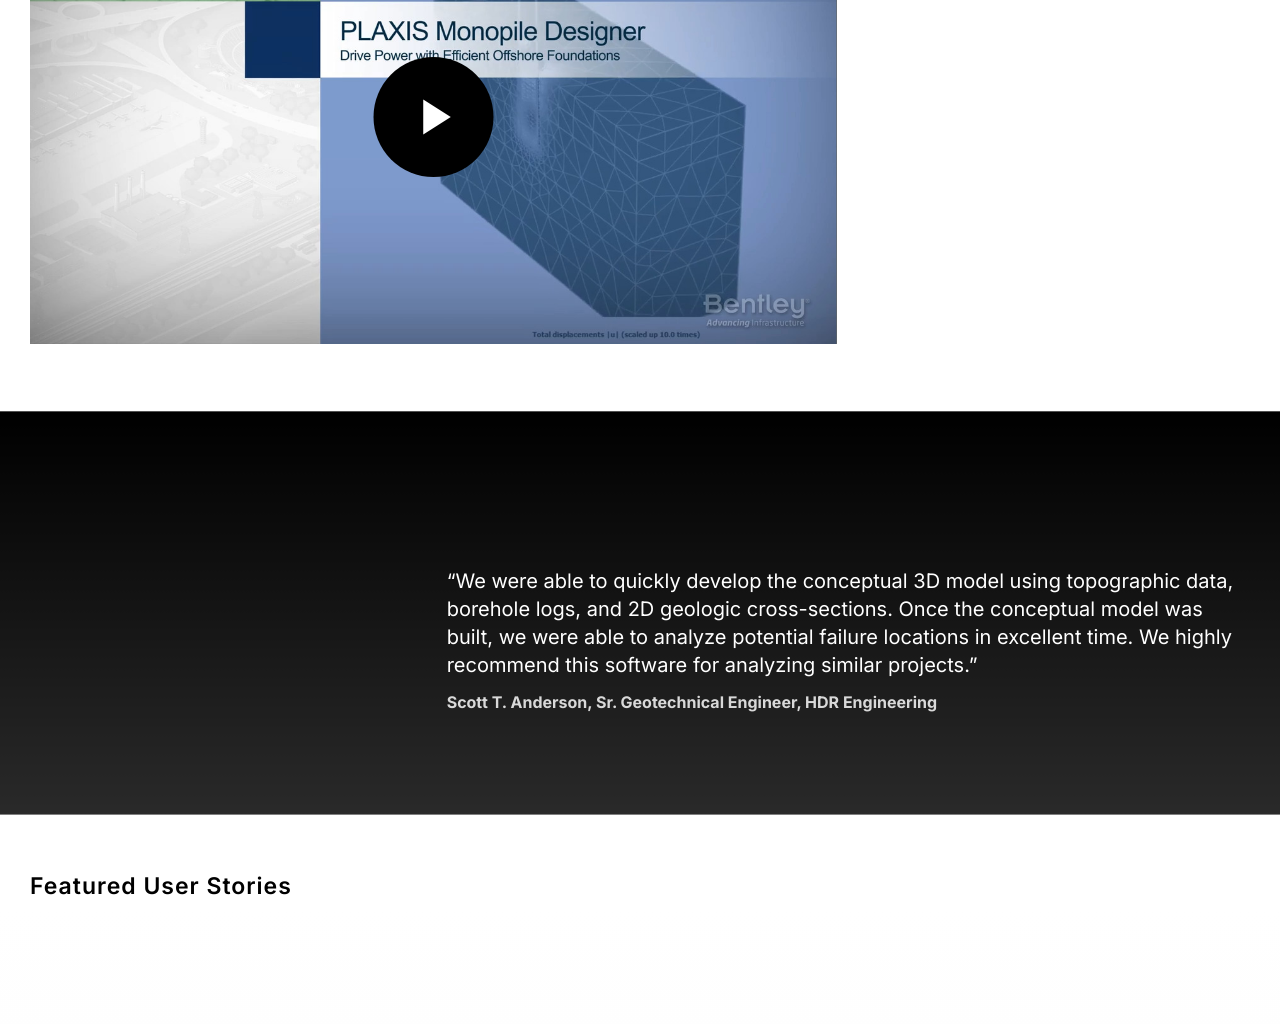 PLAXIS Monopile Designer
Drive Power with Efficient Offshore Foundations
Bentley
Advancing Infrastructure
Total displacements |u| (scaled up 10.0 times)
“We were able to quickly develop the conceptual 3D model using topographic data,
borehole logs, and 2D geologic cross-sections. Once the conceptual model was
built, we were able to analyze potential failure locations in excellent time. We highly
recommend this software for analyzing similar projects.”
Scott T. Anderson, Sr. Geotechnical Engineer, HDR Engineering
Featured User Stories